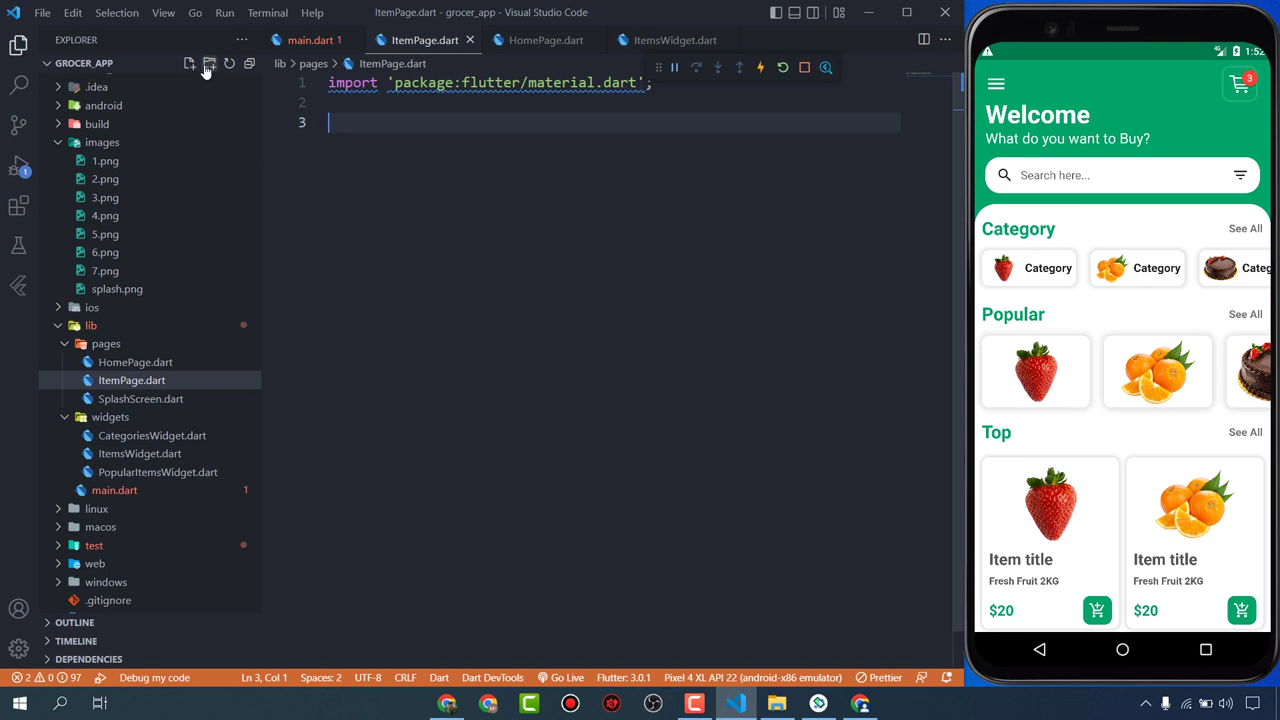 File Edit Selection View Go Run Terminal Help
ItemPage.dart - grocer_app - Visual Studio Code
EXPLORER
main.dart 1
ItemPage.dart
HomePage.dart
ItemsWidget.dart
GROCER_APP
lib > pages > ItemPage.dart
.idea
android
build
images
1.png
2.png
3.png
4.png
5.png
6.png
7.png
splash.png
ios
lib
pages
HomePage.dart
ItemPage.dart
SplashScreen.dart
widgets
CategoriesWidget.dart
ItemsWidget.dart
PopularItemsWidget.dart
main.dart 1
linux
macos
test
web
windows
.gitignore
OUTLINE
TIMELINE
DEPENDENCIES
1
1 import 'package:flutter/material.dart';
2
3
2 0 97 Debug my code
Ln 3, Col 1 Spaces: 2 UTF-8 CRLF Dart Dart DevTools Go Live Flutter: 3.0.1 Pixel 4 XL API 22 (android-x86 emulator) Prettier
1:52
3
Welcome
What do you want to Buy?
Search here...
Category See All
Category Category Categ
Popular See All
Top See All
Item title
Fresh Fruit 2KG
$20
Item title
Fresh Fruit 2KG
$20